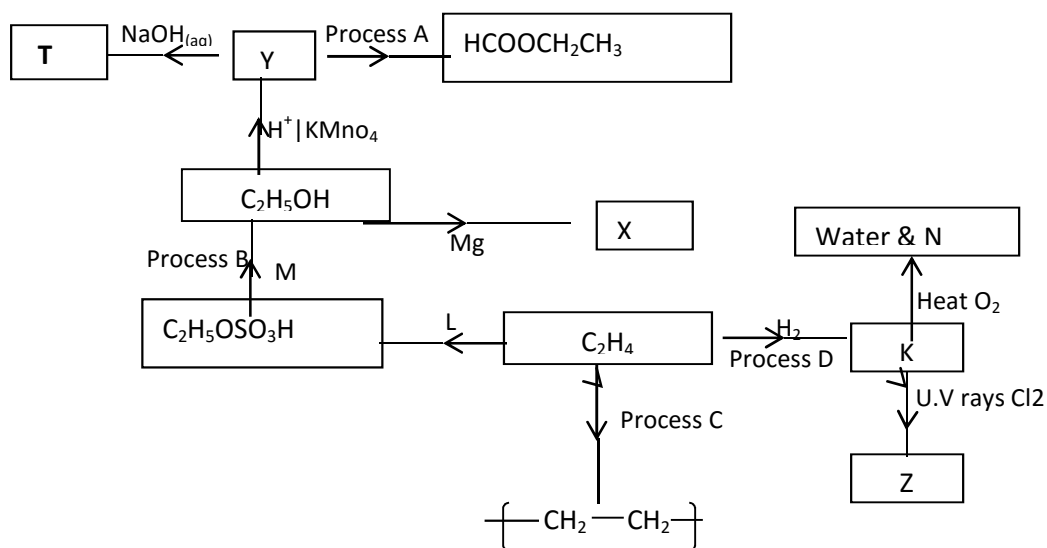 T
NaOH(aq)
Y
Process A
HCOOCH₂CH₃
H⁺|KMno₄
C₂H₅OH
Mg
X
Water & N
Process B
M
Heat O₂
C₂H₅OSO₃H
L
C₂H₄
H₂
Process D
K
U.V rays Cl2
Process C
Z
CH₂ CH₂